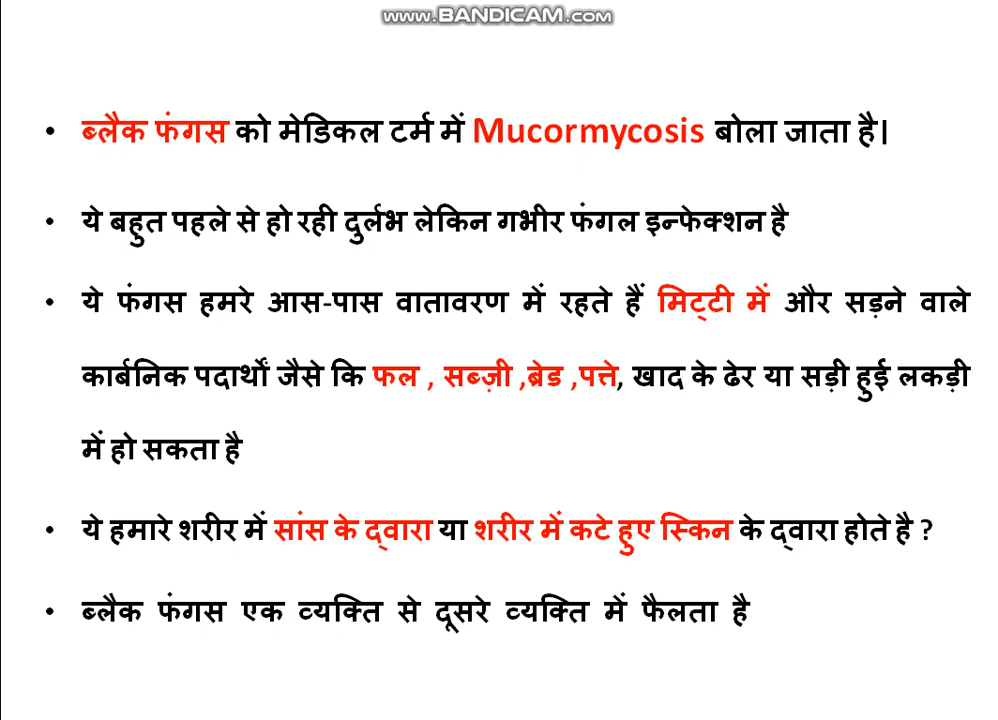 www.BANDICAM.com
• ब्लैक फंगस को मेडिकल टर्म में Mucormycosis बोला जाता है।
• ये बहुत पहले से हो रही दुर्लभ लेकिन गभीर फंगल इन्फेक्शन है
• ये फंगस हमरे आस-पास वातावरण में रहते हैं मिट्टी में और सड़ने वाले
कार्बनिक पदार्थों जैसे कि फल , सब्ज़ी ,ब्रेड ,पत्ते, खाद के ढेर या सड़ी हुई लकड़ी
में हो सकता है
• ये हमारे शरीर में सांस के द्वारा या शरीर में कटे हुए स्किन के द्वारा होते है ?
• ब्लैक फंगस एक व्यक्ति से दूसरे व्यक्ति में फैलता है